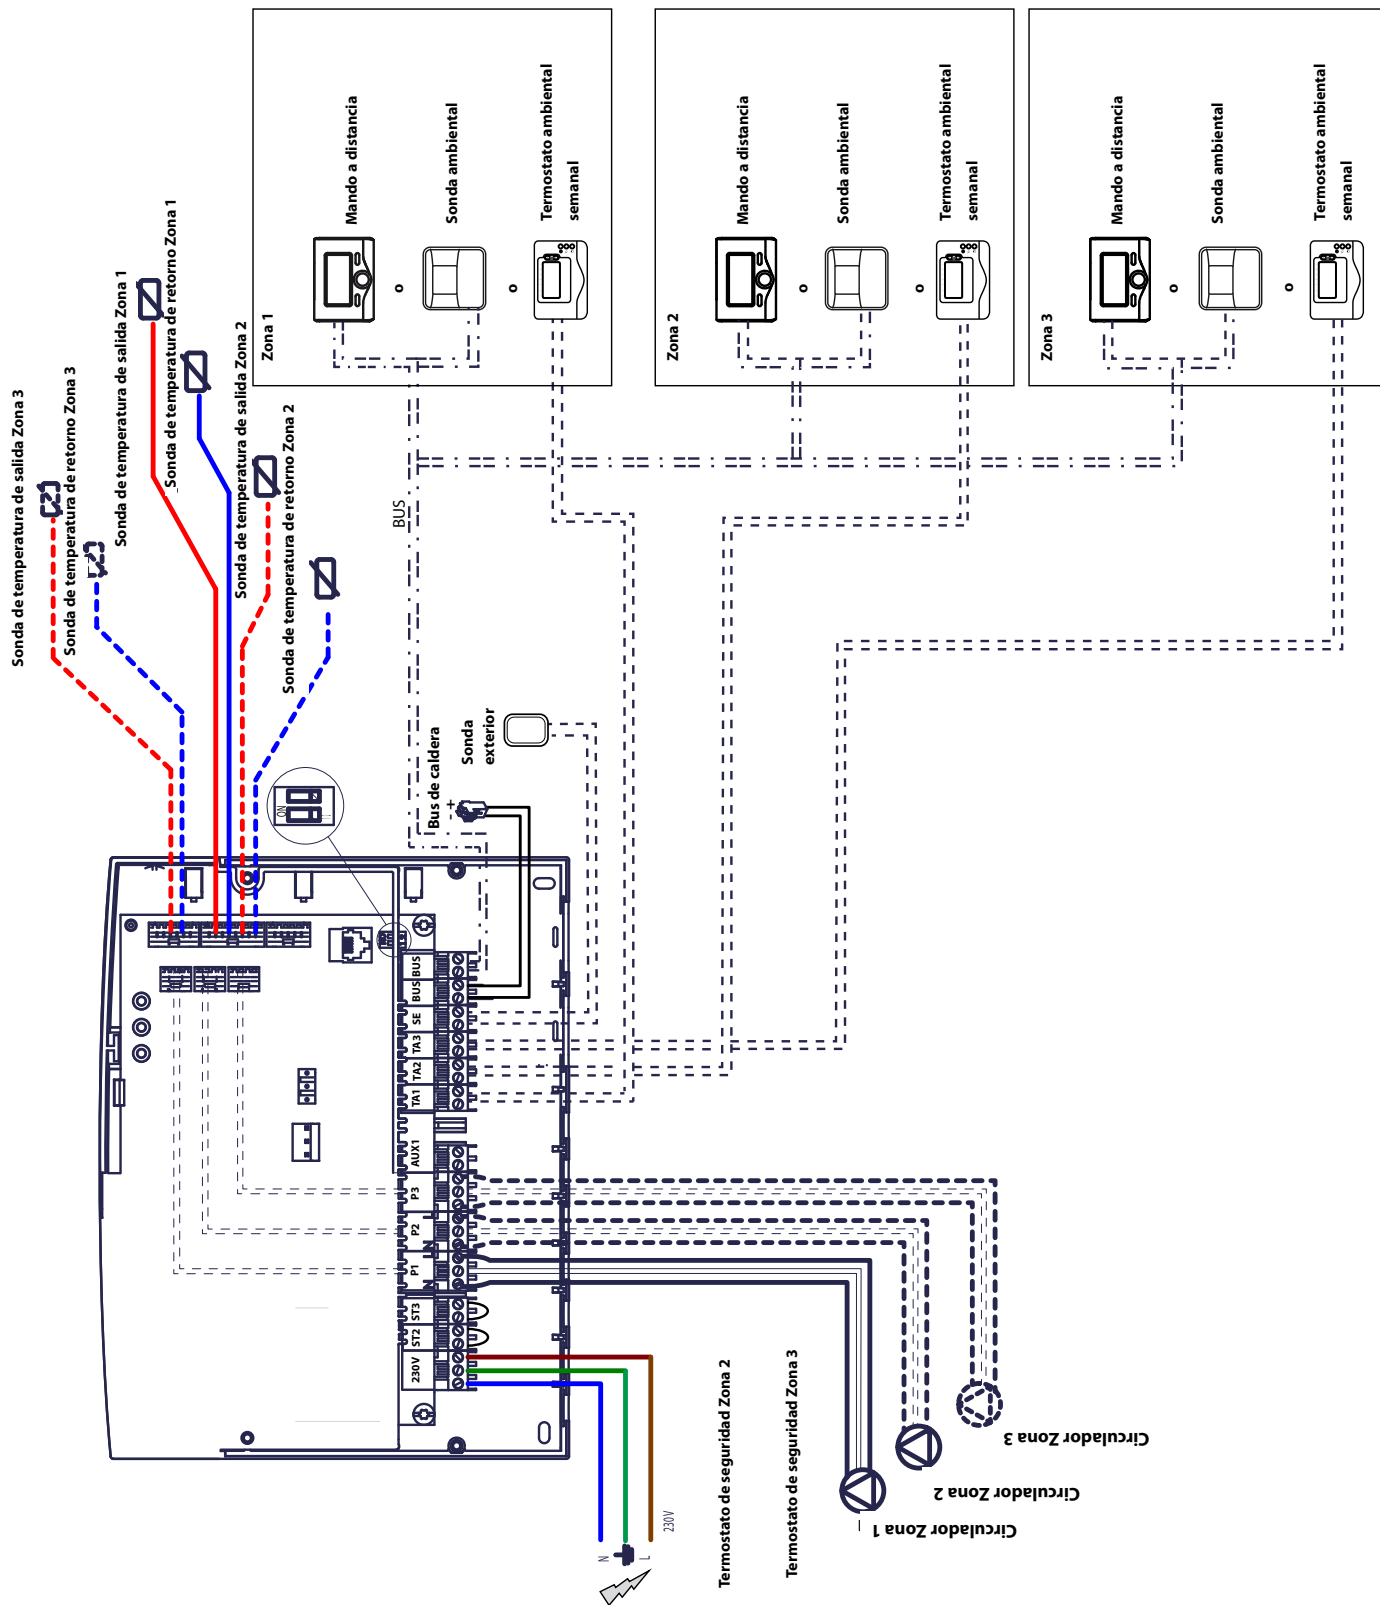 Sonda de temperatura de salida Zona 3
Sonda de temperatura de retorno Zona 3
Sonda de temperatura de salida Zona 1
Sonda de temperatura de retorno Zona 1
Sonda de temperatura de salida Zona 2
Sonda de temperatura de retorno Zona 2
Zona 1
Mando a distancia
o
Sonda ambiental
o
Termostato ambiental
semanal
Zona 2
Mando a distancia
o
Sonda ambiental
o
Termostato ambiental
semanal
Zona 3
Mando a distancia
o
Sonda ambiental
o
Termostato ambiental
semanal
BUS
Bus de caldera
+
-
Sonda
exterior
ON
BUS
BUS
SE
TA3
TA2
TA1
AUX1
P3
P2
P1
ST3
ST2
230V
L
N
L
N
N
L
230V
Termostato de seguridad Zona 2
Termostato de seguridad Zona 3
Circulador Zona 1
Circulador Zona 2
Circulador Zona 3